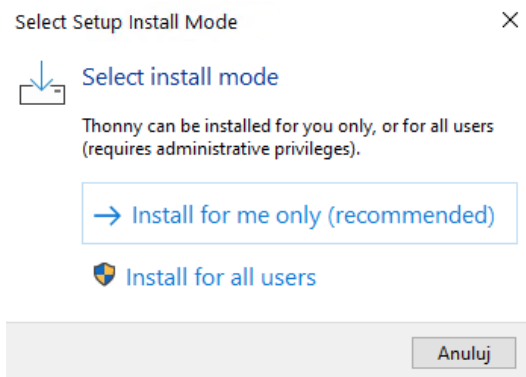 Select Setup Install Mode
Select install mode
Thonny can be installed for you only, or for all users
(requires administrative privileges).
Install for me only (recommended)
Install for all users
Anuluj